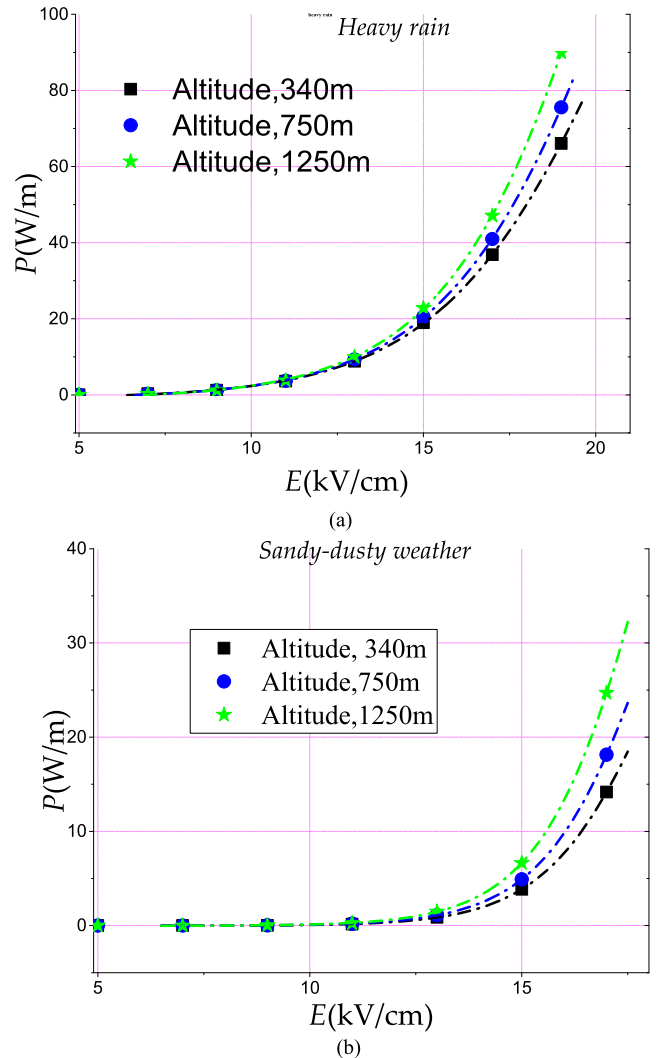 heavy rain
Heavy rain
100
80
60
40
20
0
P(W/m)
Altitude,340m
Altitude,750m
Altitude,1250m
5
10
15
20
E(kV/cm)
(a)
Sandy-dusty weather
40
30
20
10
0
P(W/m)
Altitude, 340m
Altitude,750m
Altitude,1250m
5
10
15
E(kV/cm)
(b)